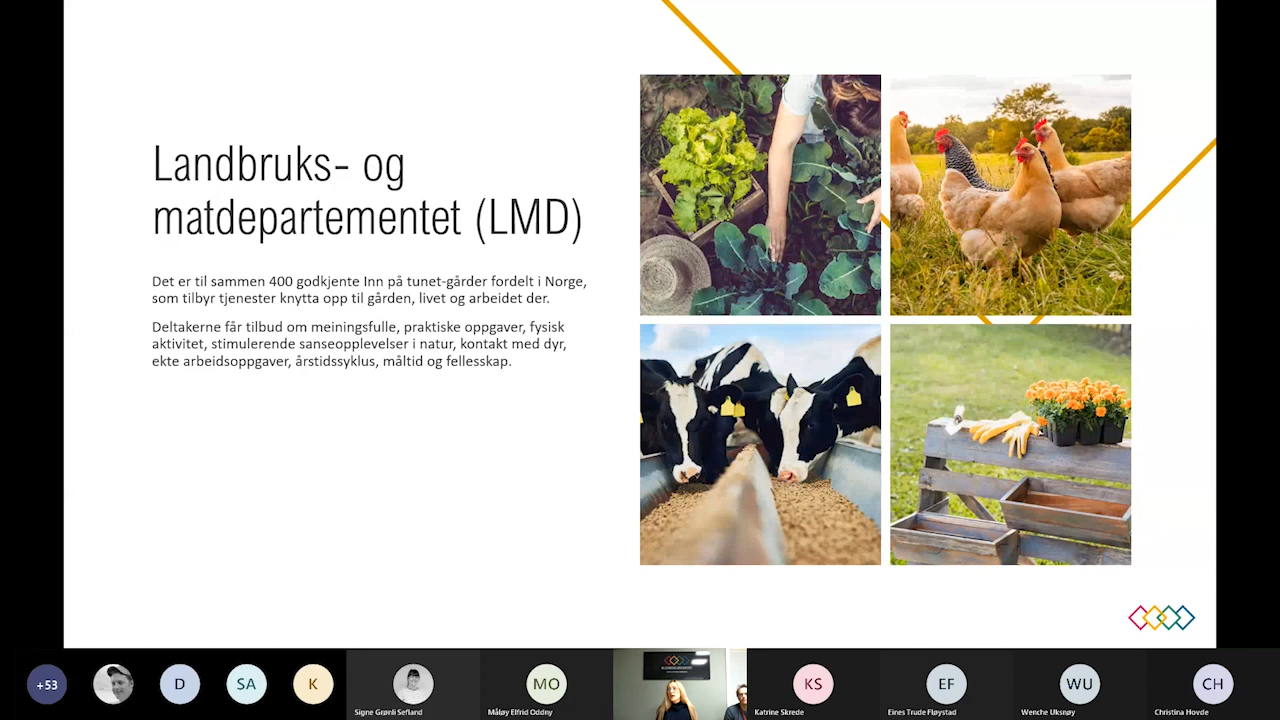 Landbruks- og
matdepartementet (LMD)
Det er til sammen 400 godkjente Inn på tunet-gårder fordelt i Norge,
som tilbyr tjenester knytta opp til gården, livet og arbeidet der.
Deltakerne får tilbud om meiningsfulle, praktiske oppgaver, fysisk
aktivitet, stimulerende sanseopplevelser i natur, kontakt med dyr,
ekte arbeidsoppgaver, årstidssyklus, måltid og fellesskap.
+53
D
SA
K
Signe Grønli Sefland
MO
Måløy Elfrid Oddny
KS
Katrine Skrede
EF
Eines Trude Fløystad
WU
Wenche Uksnøy
CH
Christina Hovde